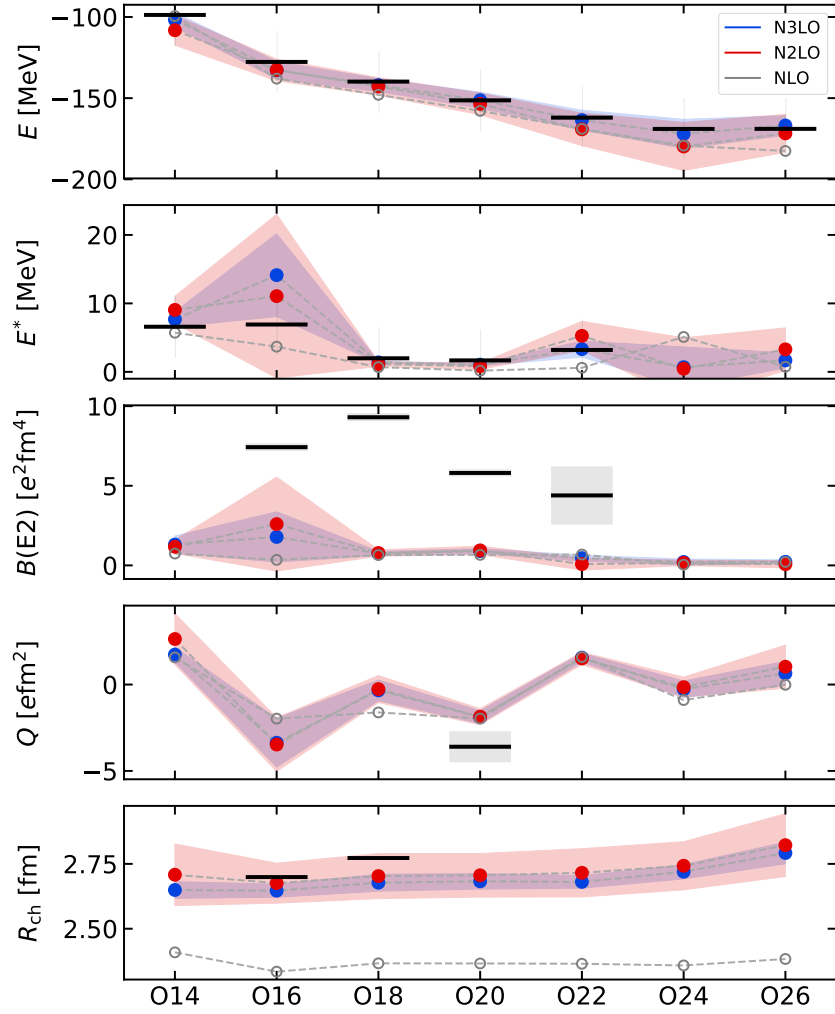 N3LO
N2LO
NLO
E [MeV]
−100
−150
−200
E* [MeV]
20
10
0
B(E2) [e²fm⁴]
10
5
0
Q [efm²]
0
−5
R_ch [fm]
2.75
2.50
O14 O16 O18 O20 O22 O24 O26